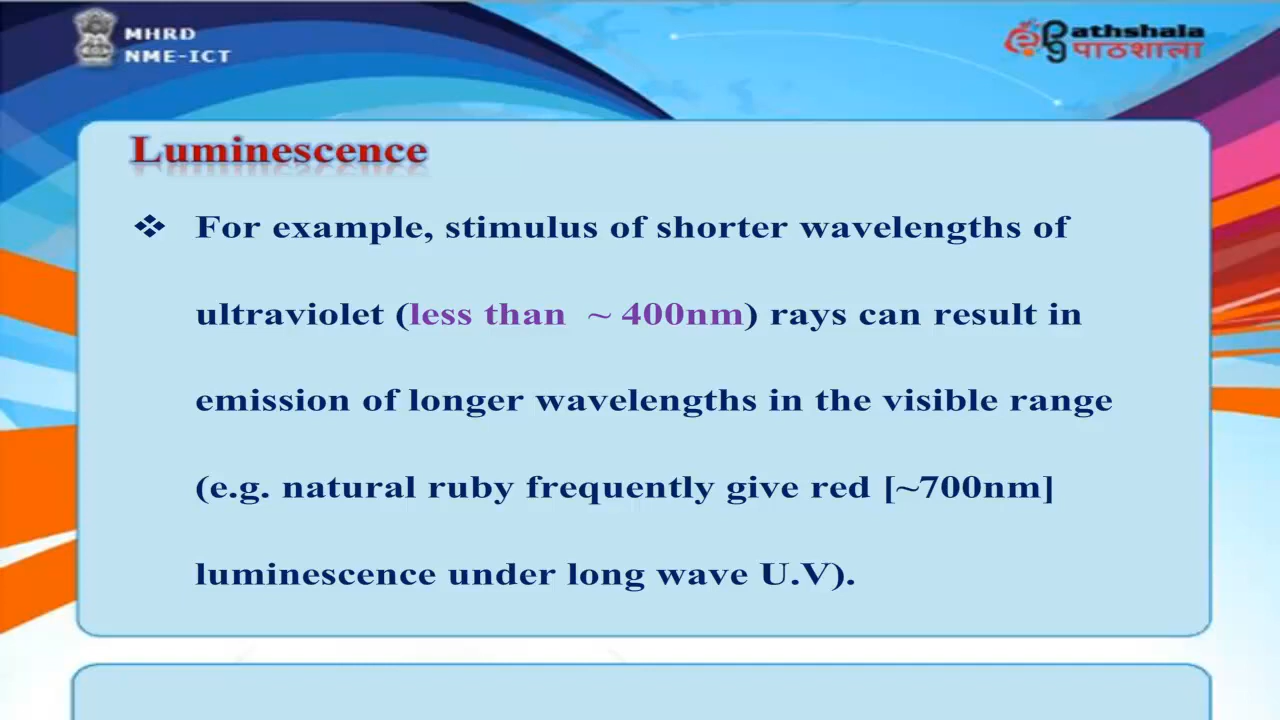 MHRD
NME-ICT
athshala
पाठशाला
Luminescence
❖ For example, stimulus of shorter wavelengths of
ultraviolet (less than ~ 400nm) rays can result in
emission of longer wavelengths in the visible range
(e.g. natural ruby frequently give red [~700nm]
luminescence under long wave U.V).